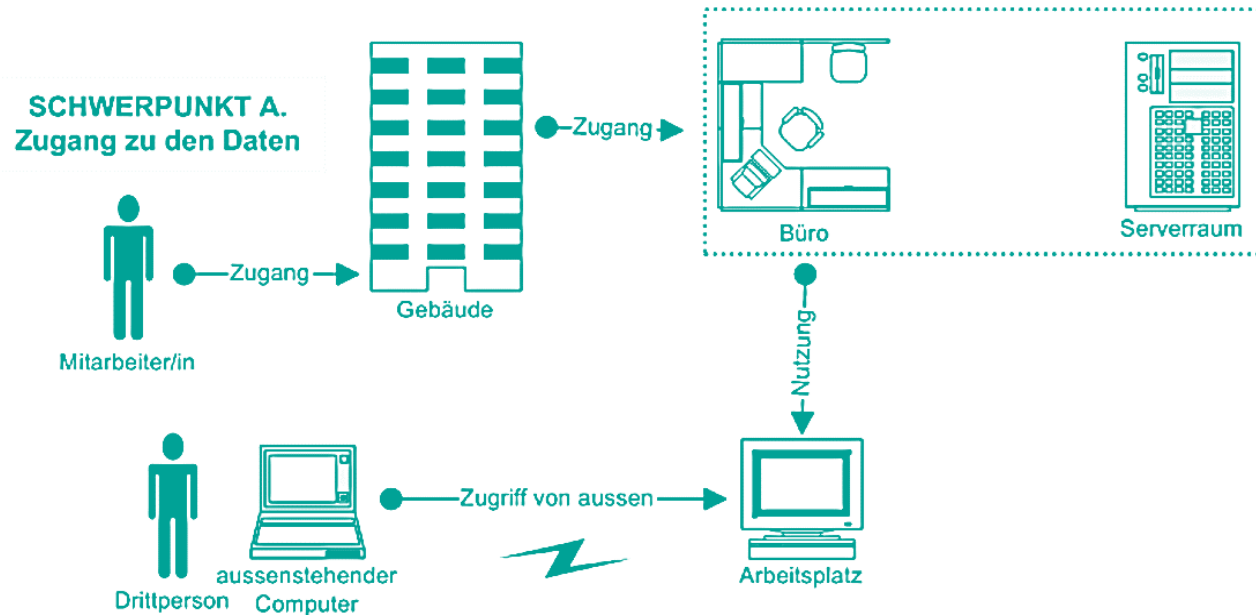 SCHWERPUNKT A.
Zugang zu den Daten
Zugang
Büro
Serverraum
Zugang
Gebäude
Mitarbeiter/in
Nutzung
Zugriff von aussen
Arbeitsplatz
aussenstehender
Computer
Drittperson